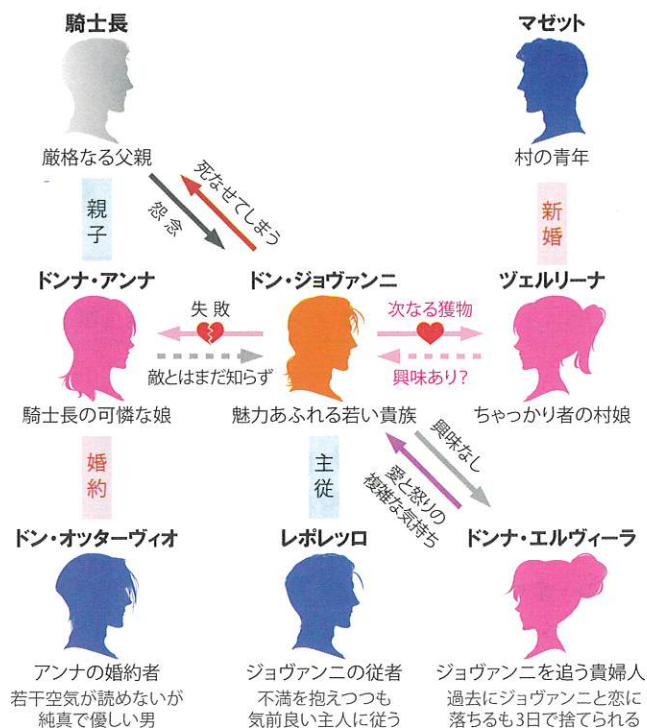 騎士長
マゼット
厳格なる父親
村の青年
死なせてしまう
怨念
親子
新婚
ドンナ・アンナ
ドン・ジョヴァンニ
ヅェルリーナ
失敗
次なる獲物
敵とはまだ知らず
興味あり?
騎士長の可憐な娘
魅力あふれる若い貴族
ちゃっかり者の村娘
婚約
主従
興味なし
愛と怒りの
複雑な気持ち
ドン・オッターヴィオ
レポレッロ
ドンナ・エルヴィーラ
アンナの婚約者
若干空気が読めないが
純真で優しい男
ジョヴァンニの従者
不満を抱えつつも
気前良い主人に従う
ジョヴァンニを追う貴婦人
過去にジョヴァンニと恋に
落ちるも3日で捨てられる